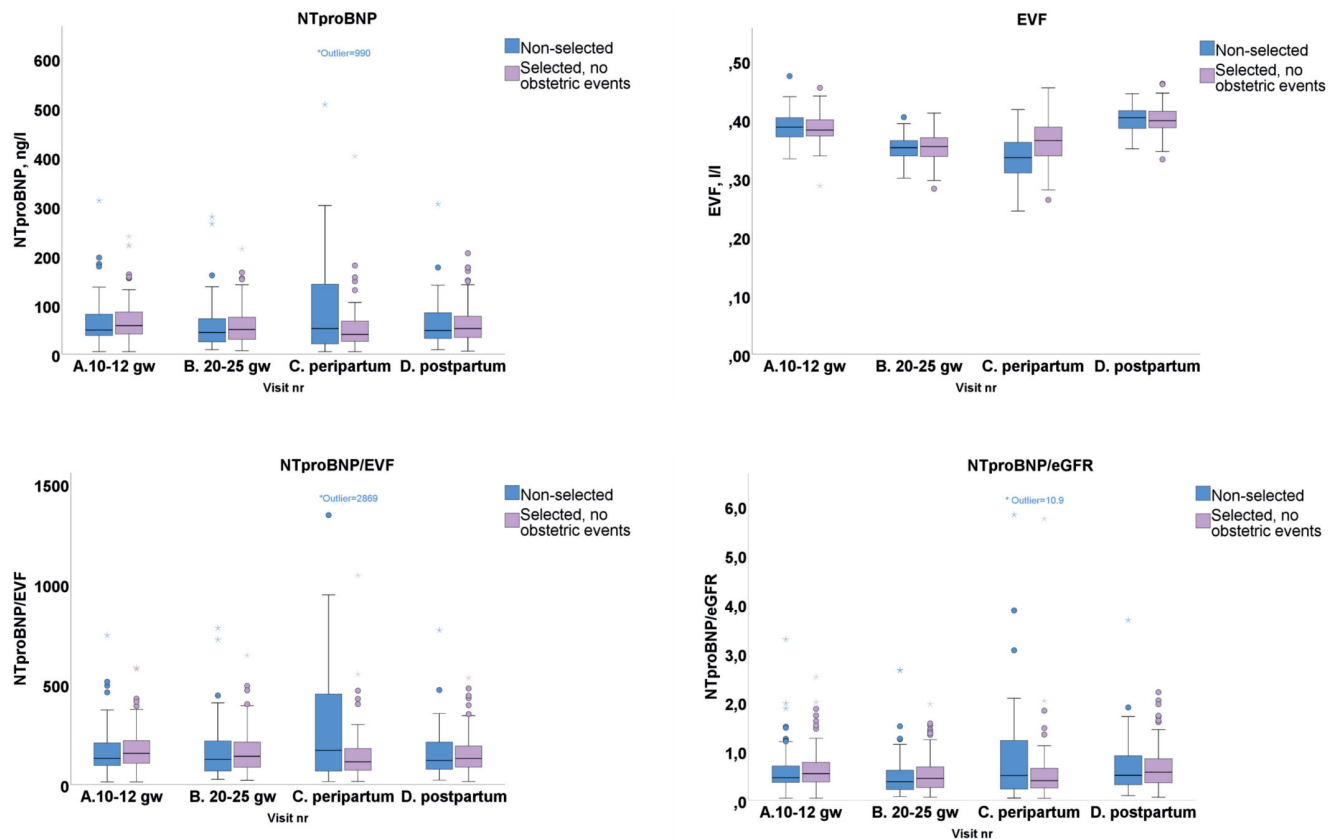 NTproBNP
*Outlier=990
Non-selected
Selected, no
obstetric events
NTproBNP, ng/l
600
500
400
300
200
100
0
A.10-12 gw B. 20-25 gw C. peripartum D. postpartum
Visit nr
EVF
Non-selected
Selected, no
obstetric events
EVF, l/l
,50
,40
,30
,20
,10
,00
A.10-12 gw B. 20-25 gw C. peripartum D. postpartum
Visit nr
NTproBNP/EVF
*Outlier=2869
Non-selected
Selected, no
obstetric events
NTproBNP/EVF
1500
1000
500
0
A.10-12 gw B. 20-25 gw C. peripartum D. postpartum
Visit nr
NTproBNP/eGFR
* Outlier=10.9
Non-selected
Selected, no
obstetric events
NTproBNP/eGFR
6,0
5,0
4,0
3,0
2,0
1,0
,0
A.10-12 gw B. 20-25 gw C. peripartum D. postpartum
Visit nr